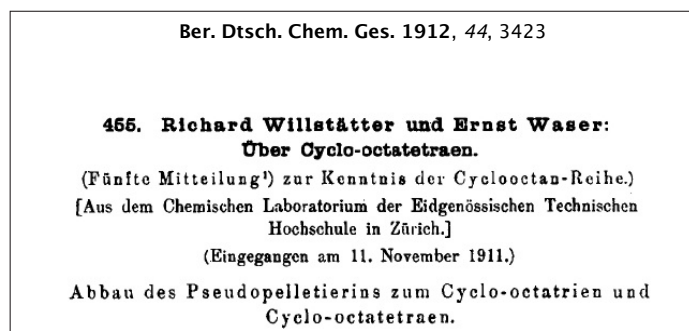 Ber. Dtsch. Chem. Ges. 1912, 44, 3423
455. Richard Willstätter und Ernst Waser:
Über Cyclo-octatetraen.
(Fünfte Mitteilung¹) zur Kenntnis der Cyclooctan-Reihe.)
[Aus dem Chemischen Laboratorium der Eidgenössischen Technischen
Hochschule in Zürich.]
(Eingegangen am 11. November 1911.)
Abbau des Pseudopelletierins zum Cyclo-octatrien und
Cyclo-octatetraen.